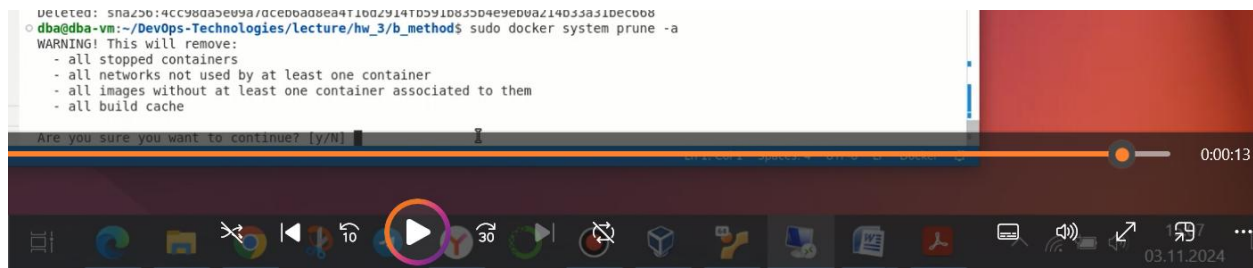 Deleted: sha256:4cc98da5e09a7dceb6ad8ea4f16d2914fb591b835b4e9eb0a214b33a31bec668
dba@dba-vm:~/DevOps-Technologies/lecture/hw_3/b_method$ sudo docker system prune -a
WARNING! This will remove:
- all stopped containers
- all networks not used by at least one container
- all images without at least one container associated to them
- all build cache
Are you sure you want to continue? [y/N]
0:00:13
10
30
03.11.2024